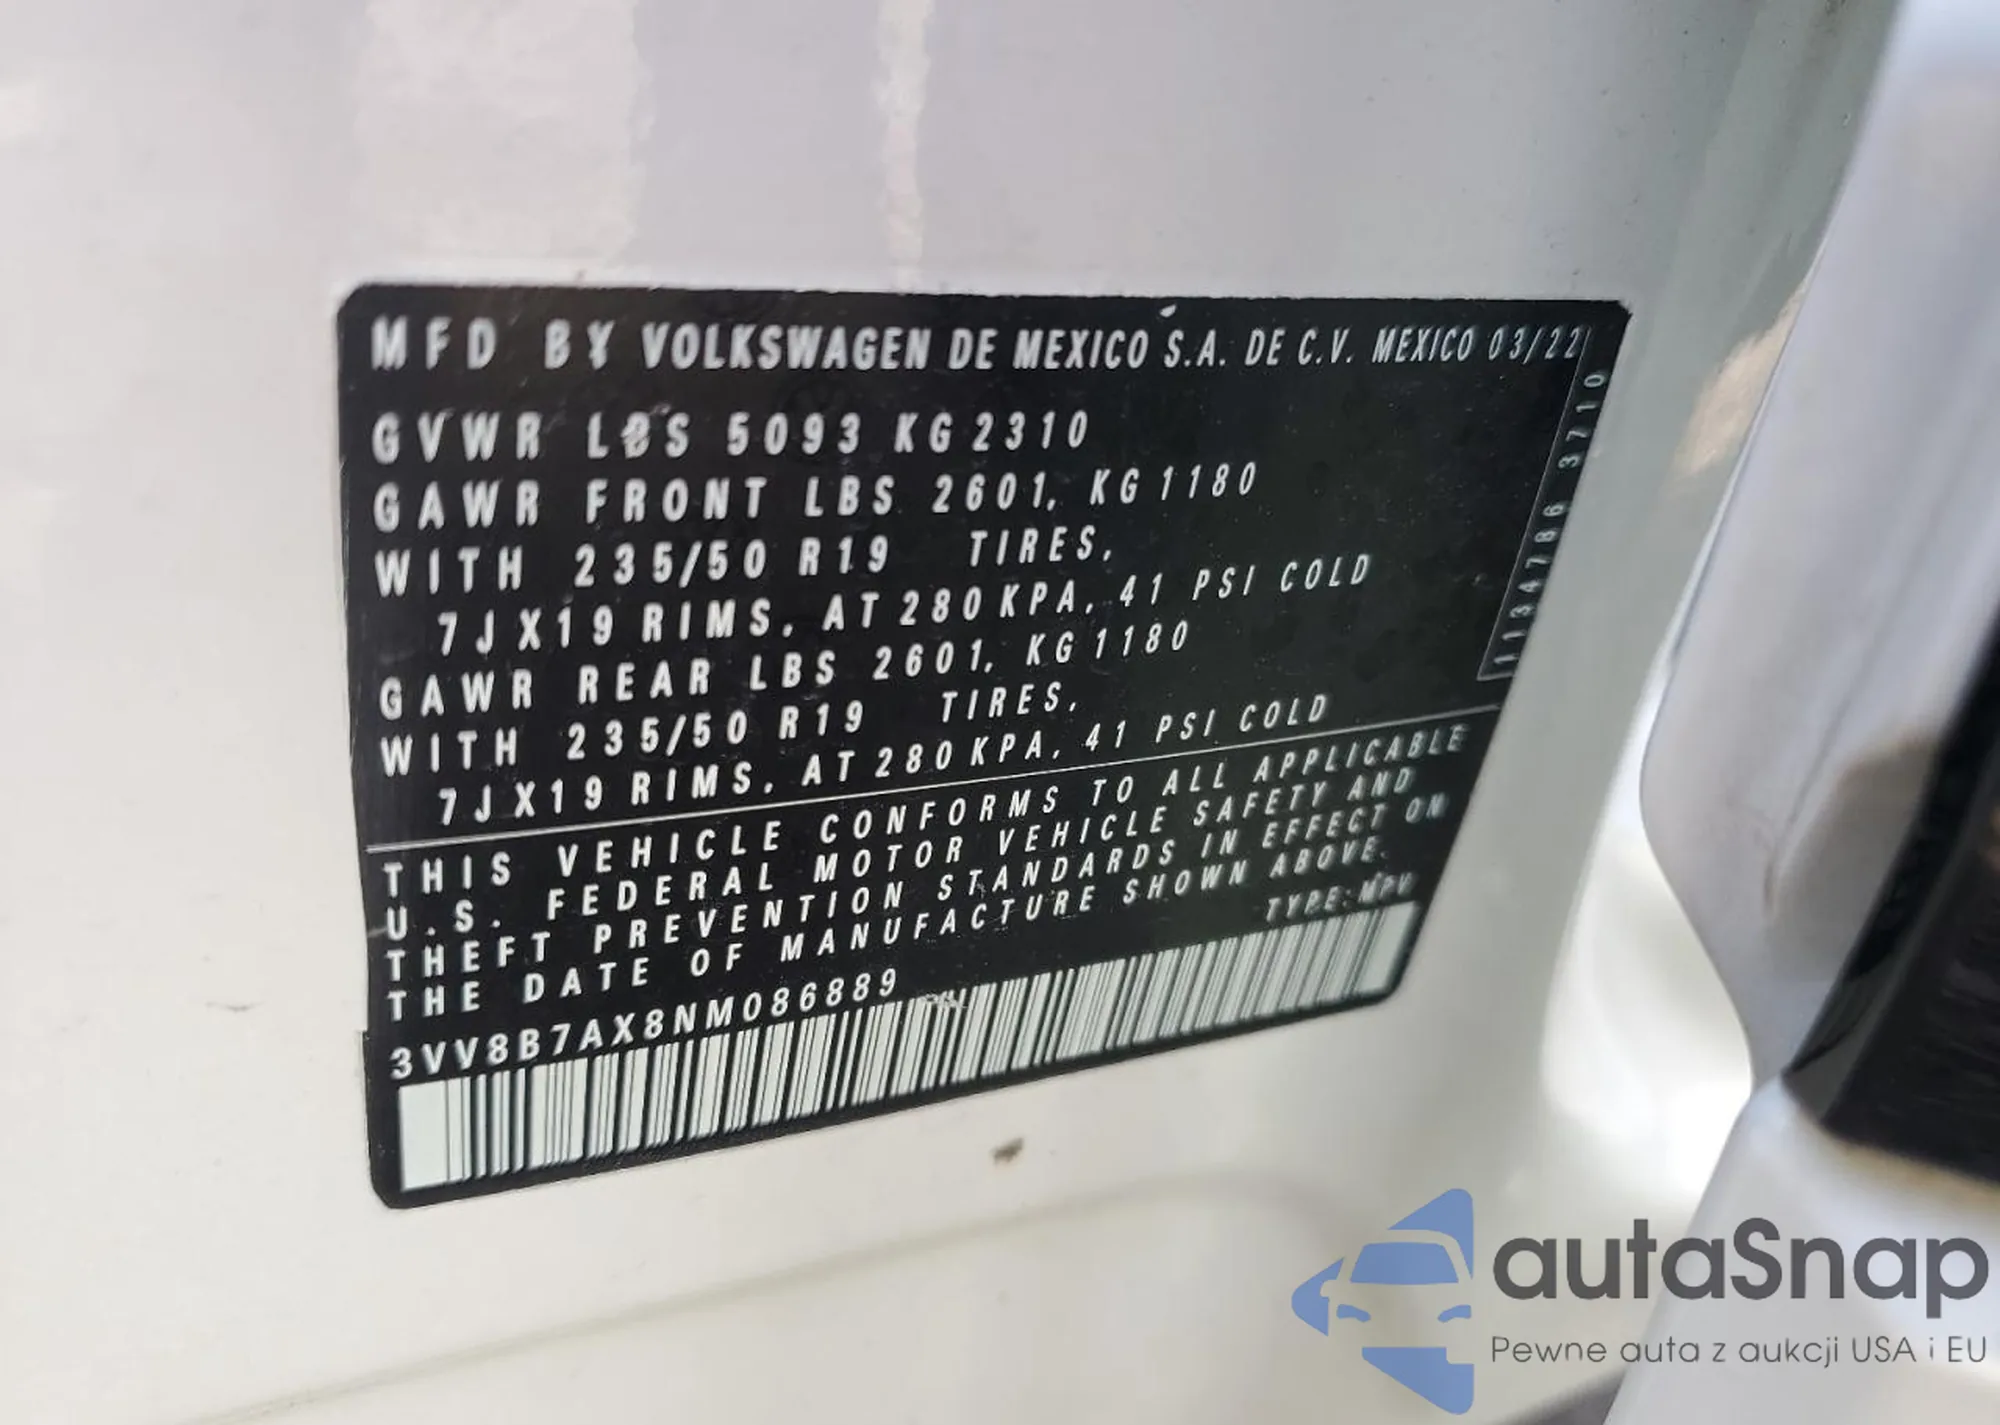 MFD BY VOLKSWAGEN DE MEXICO S.A. DE C.V. MEXICO 03/22
GVWR LBS 5093 KG 2310
GAWR FRONT LBS 2601, KG 1180
WITH 235/50 R19 TIRES,
7JX19 RIMS, AT 280 KPA, 41 PSI COLD
GAWR REAR LBS 2601, KG 1180
WITH 235/50 R19 TIRES,
7JX19 RIMS, AT 280 KPA, 41 PSI COLD
1134786 3710
THIS VEHICLE CONFORMS TO ALL APPLICABLE
U.S. FEDERAL MOTOR VEHICLE SAFETY AND
THEFT PREVENTION STANDARDS IN EFFECT ON
THE DATE OF MANUFACTURE SHOWN ABOVE.
TYPE: MPV
3VV8B7AX8NM086889
autaSnap
Pewne auta z aukcji USA i EU